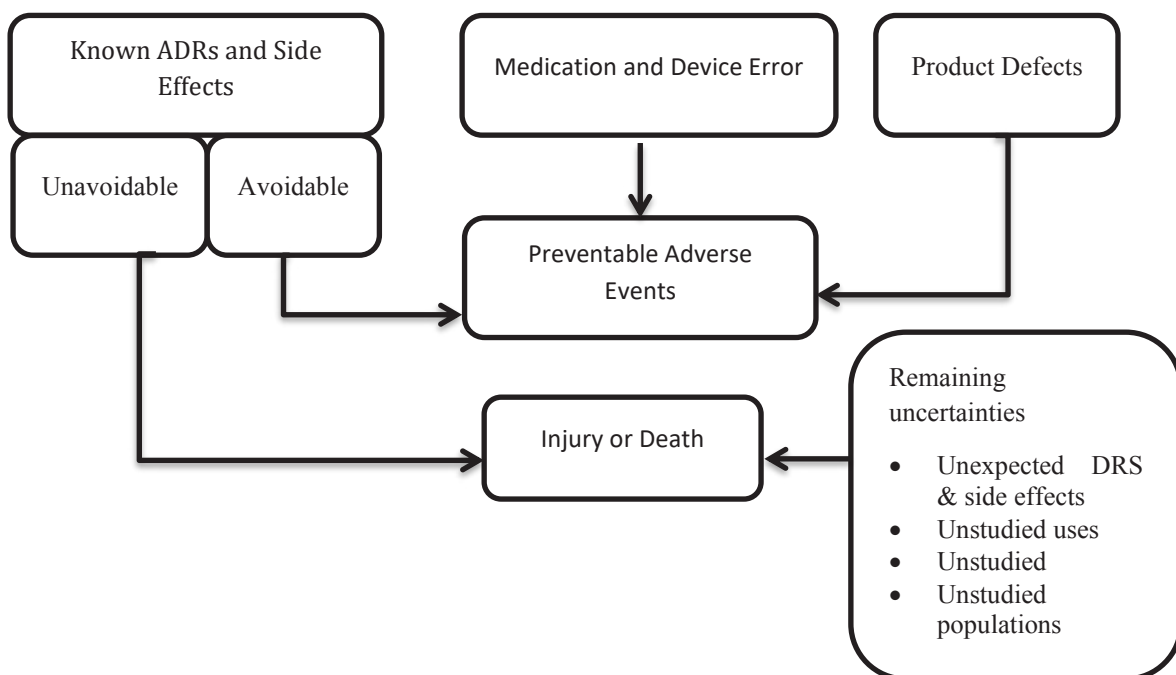 Known ADRs and Side
Effects
Medication and Device Error
Product Defects
Unavoidable
Avoidable
Preventable Adverse
Events
Injury or Death
Remaining
uncertainties
• Unexpected DRS
& side effects
• Unstudied uses
• Unstudied
• Unstudied
populations